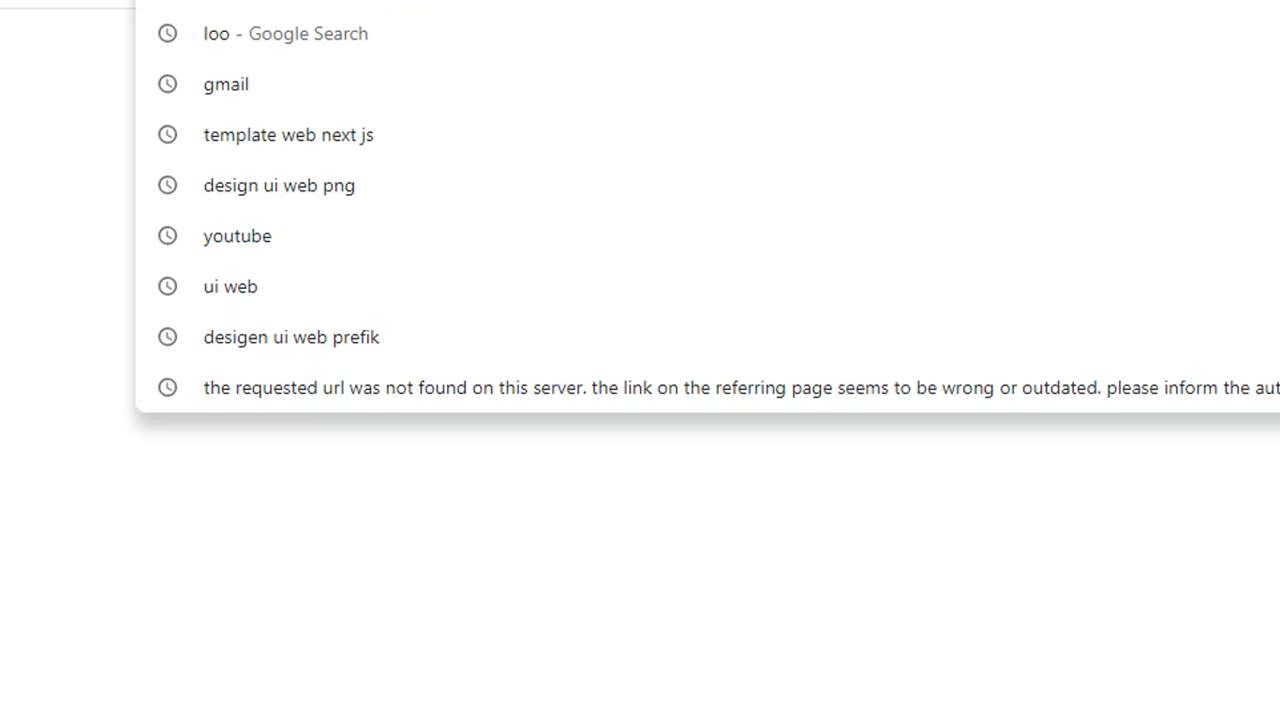 loo - Google Search
gmail
template web next js
design ui web png
youtube
ui web
desigen ui web prefik
the requested url was not found on this server. the link on the referring page seems to be wrong or outdated. please inform the aut